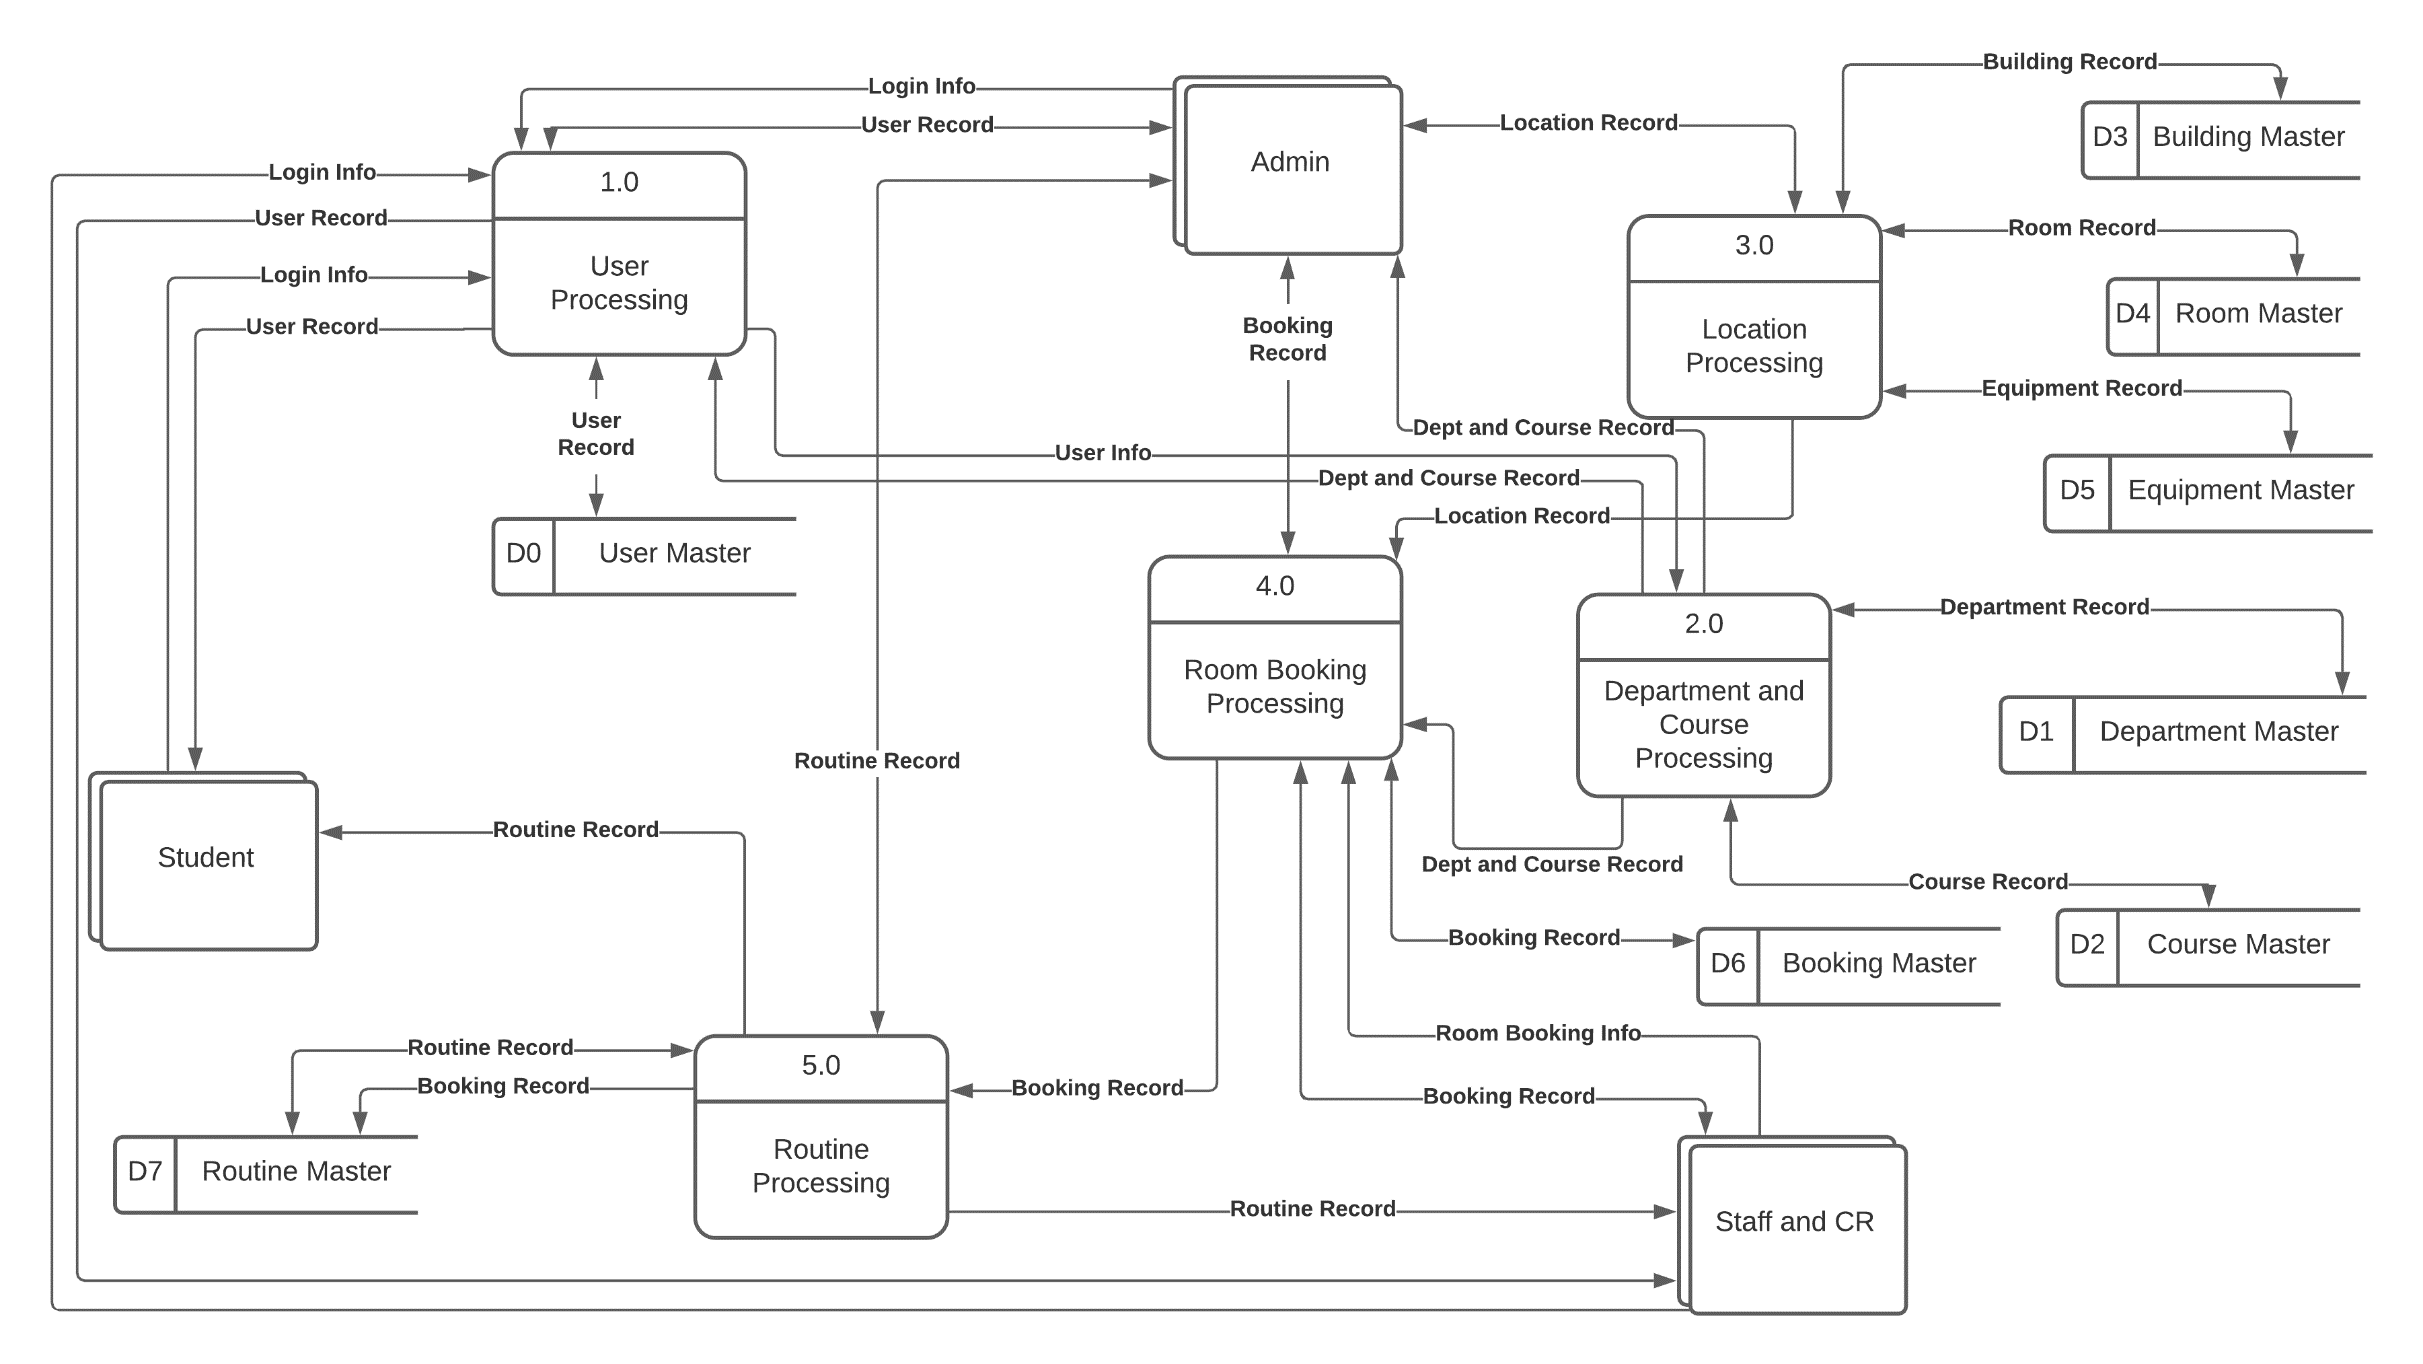 Building Record
Login Info
User Record
Location Record
D3
Building Master
Admin
Login Info
1.0
User Record
Room Record
3.0
User
Processing
Login Info
D4
Room Master
User Record
Booking
Record
Location
Processing
Equipment Record
User
Record
Dept and Course Record
User Info
Dept and Course Record
D5
Equipment Master
Location Record
D0
User Master
4.0
2.0
Department Record
Room Booking
Processing
Department and
Course
Processing
D1
Department Master
Routine Record
Routine Record
Student
Dept and Course Record
Course Record
Booking Record
D6
Booking Master
D2
Course Master
Room Booking Info
Routine Record
5.0
Booking Record
Booking Record
Booking Record
D7
Routine Master
Routine
Processing
Routine Record
Staff and CR